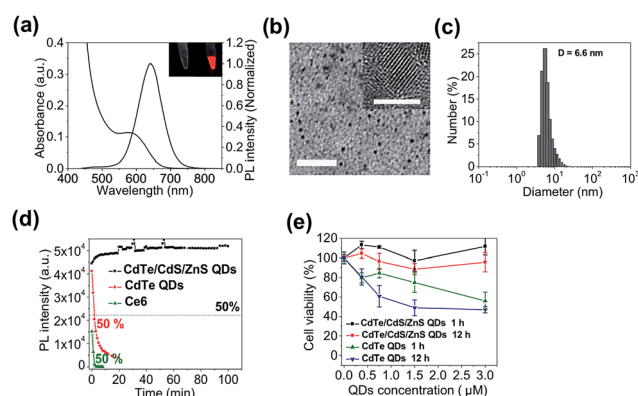 (a)
Absorbance (a.u.)
0.4
0.3
0.2
0.1
0.0
PL intensity (Normalized)
1.2
1.0
0.8
0.6
0.4
0.2
0.0
400 500 600 700 800
Wavelength (nm)
(b)
(c)
Number (%)
25
20
15
10
5
0
D = 6.6 nm
10-1 100 101 102 103
Diameter (nm)
(d)
PL intensity (a.u.)
5x104
4x104
3x104
2x104
104
0
CdTe/CdS/ZnS QDs
CdTe QDs
Ce6
50%
50 %
50 %
0 20 40 60 80 100
Time (min)
(e)
Cell viability (%)
120
100
80
60
40
20
0
CdTe/CdS/ZnS QDs 1 h
CdTe/CdS/ZnS QDs 12 h
CdTe QDs 1 h
CdTe QDs 12 h
0.0 0.5 1.0 1.5 2.0 2.5 3.0
QDs concentration ( μM)